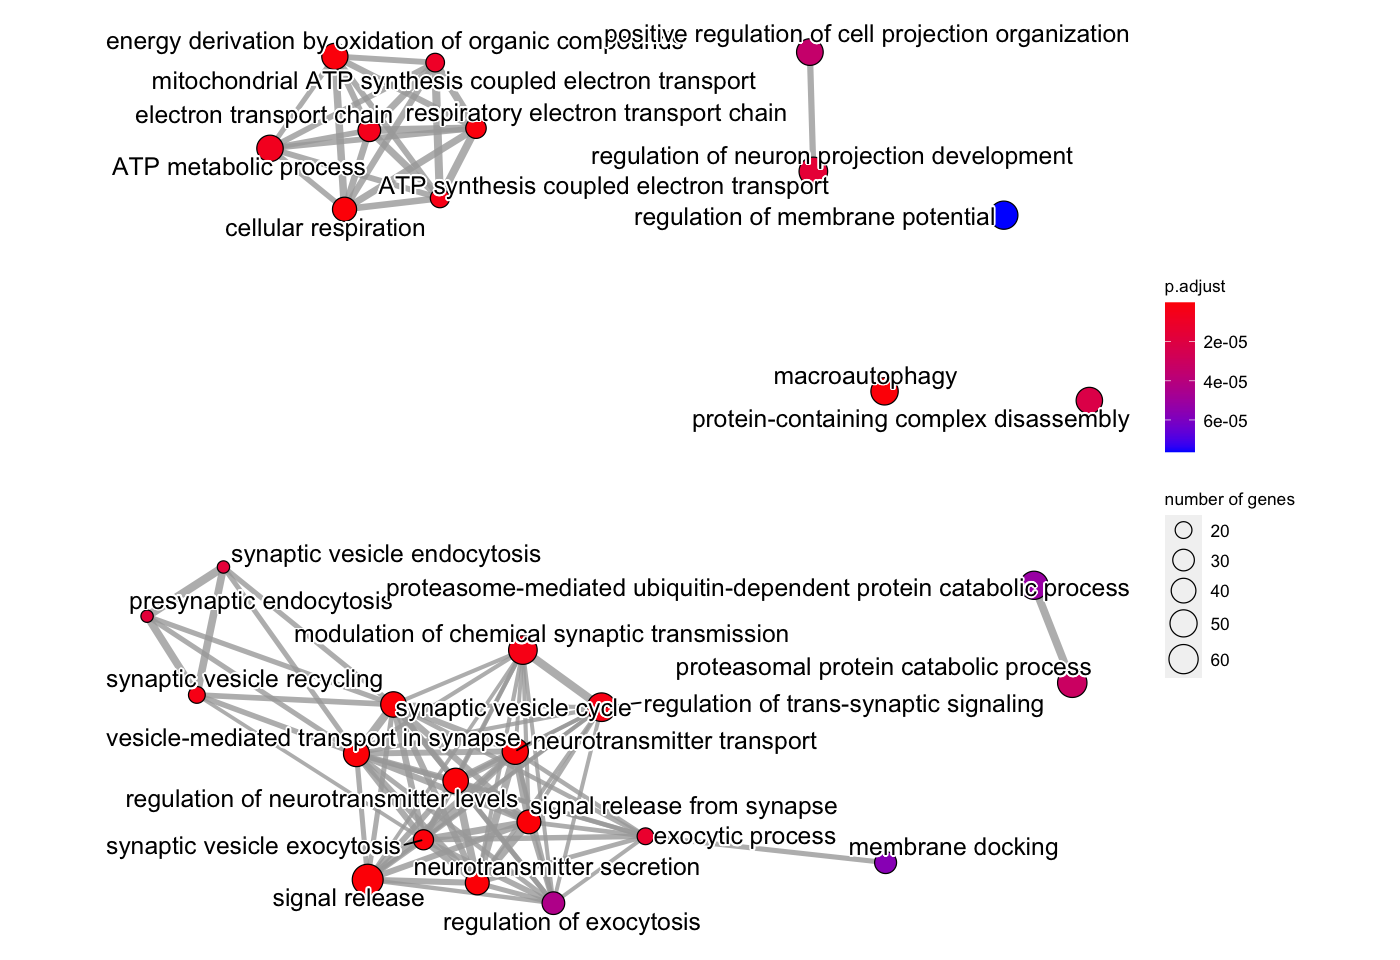 energy derivation by oxidation of organic compounds
positive regulation of cell projection organization
mitochondrial ATP synthesis coupled electron transport
electron transport chain
respiratory electron transport chain
regulation of neuron projection development
ATP metabolic process
ATP synthesis coupled electron transport
regulation of membrane potential
cellular respiration
p.adjust
2e-05
4e-05
6e-05
macroautophagy
protein-containing complex disassembly
number of genes
20
30
40
50
60
synaptic vesicle endocytosis
proteasome-mediated ubiquitin-dependent protein catabolic process
presynaptic endocytosis
modulation of chemical synaptic transmission
proteasomal protein catabolic process
synaptic vesicle recycling
synaptic vesicle cycle
regulation of trans-synaptic signaling
vesicle-mediated transport in synapse
neurotransmitter transport
regulation of neurotransmitter levels
signal release from synapse
synaptic vesicle exocytosis
exocytic process
membrane docking
neurotransmitter secretion
signal release
regulation of exocytosis